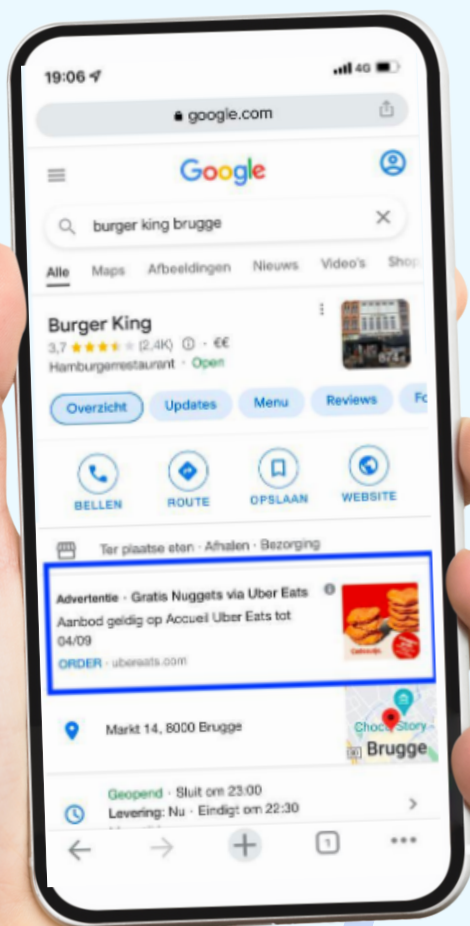 19:06
4G
google.com
Google
burger king brugge
Alle Maps Afbeeldingen Nieuws Video's Shop
Burger King
3,7 (2,4K) · €€
Hamburgerrestaurant · Open
Overzicht Updates Menu Reviews
BELLEN ROUTE OPSLAAN WEBSITE
Ter plaatse eten · Afhalen · Bezorging
Advertentie · Gratis Nuggets via Uber Eats
Aanbod geldig op Accueil Uber Eats tot
04/09
ORDER · ubereats.com
Markt 14, 8000 Brugge
Choco Story
Brugge
Geopend · Sluit om 23:00
Levering: Nu · Eindigt om 22:30
1